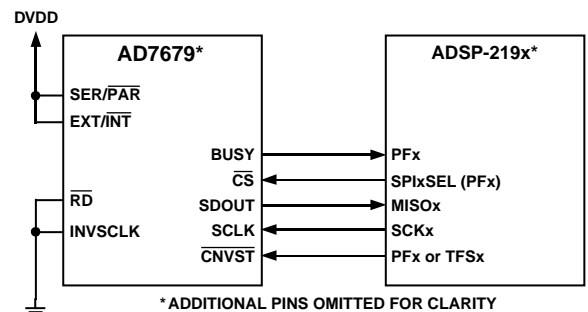 DVDD
AD7679*
ADSP-219x*
SER/PAR
EXT/INT
BUSY
PFx
CS
SPIxSEL (PFx)
RD
SDOUT
MISOx
INVSCLK
SCLK
SCKx
CNVST
PFx or TFSx
*ADDITIONAL PINS OMITTED FOR CLARITY